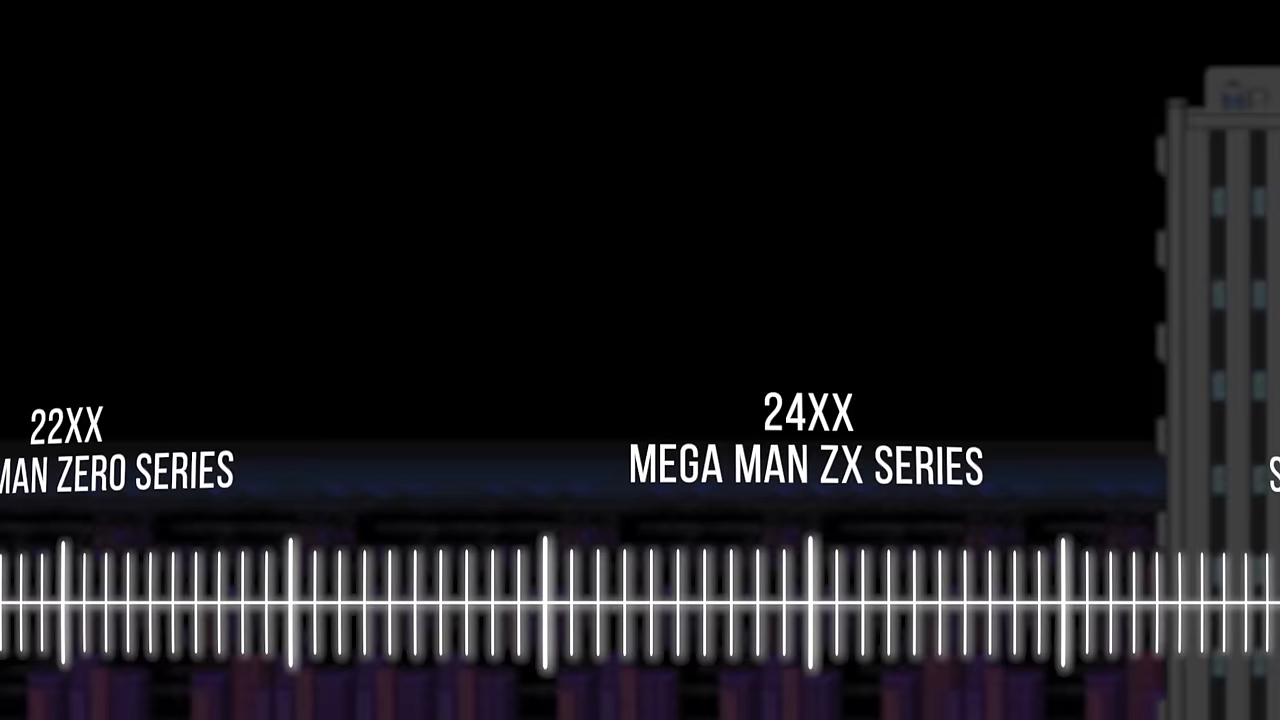 22XX
MAN ZERO SERIES
24XX
MEGA MAN ZX SERIES
S